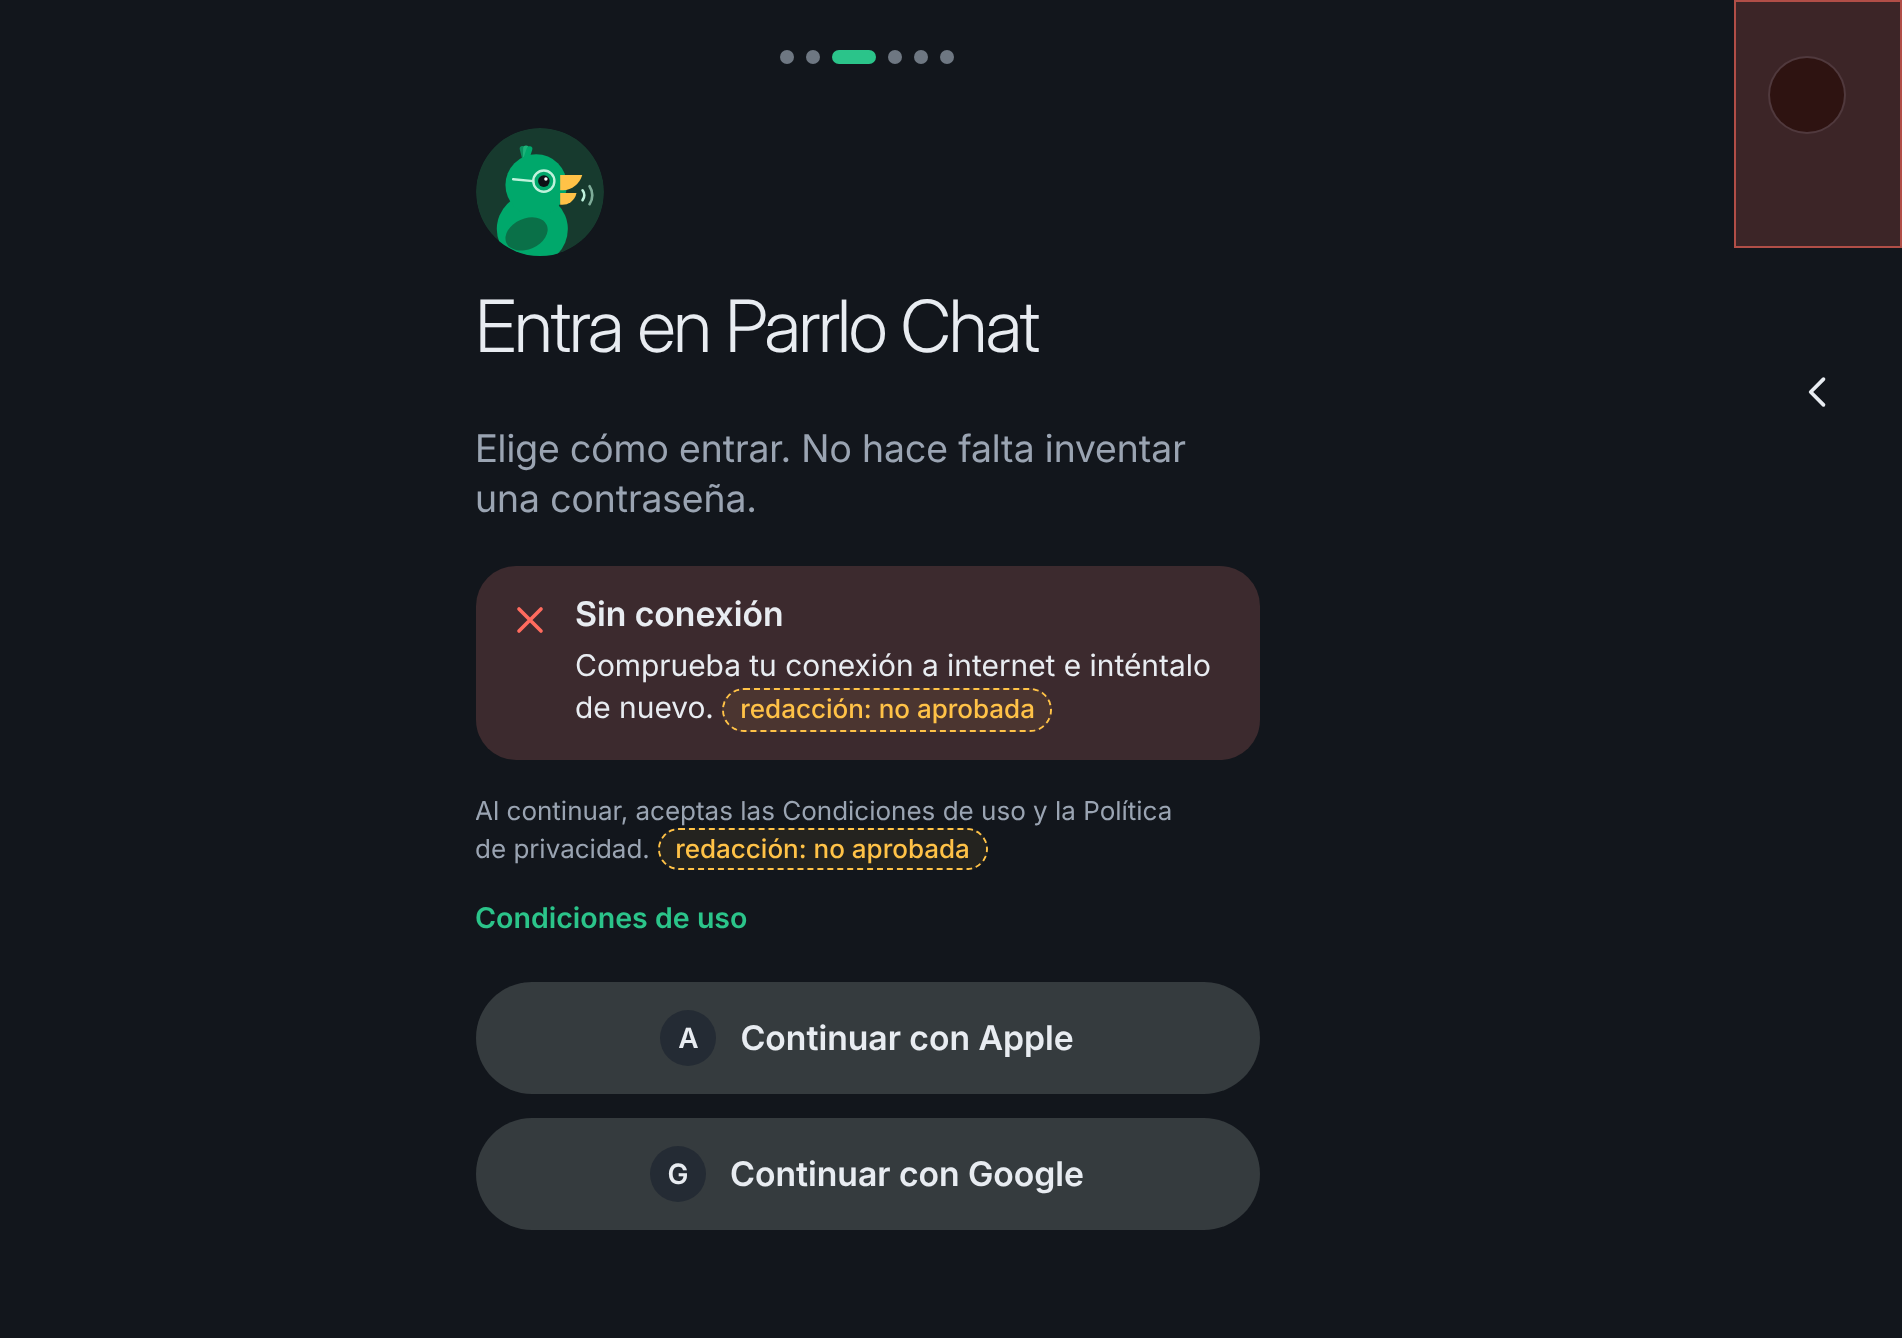 Entra en Parrlo Chat
Elige cómo entrar. No hace falta inventar
una contraseña.
Sin conexión
Comprueba tu conexión a internet e inténtalo
de nuevo. redacción: no aprobada
Al continuar, aceptas las Condiciones de uso y la Política
de privacidad. redacción: no aprobada
Condiciones de uso
A Continuar con Apple
G Continuar con Google